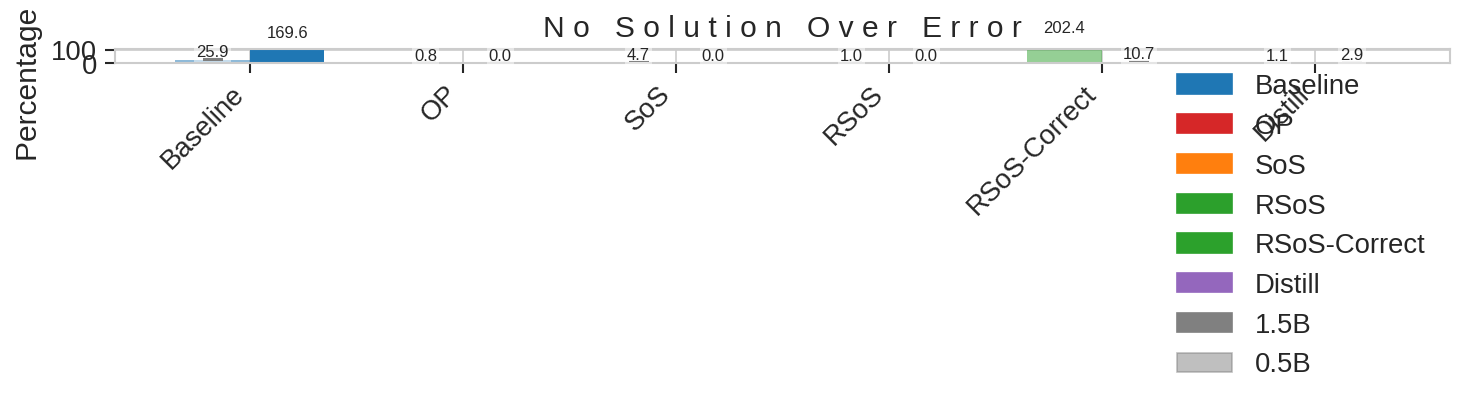 No Solution Over Error
Percentage
100
0
25.9
169.6
0.8
0.0
4.7
0.0
1.0
0.0
202.4
10.7
1.1
2.9
Baseline
OP
SoS
RSoS
RSoS-Correct
Distill
Baseline
OP
SoS
RSoS
RSoS-Correct
Distill
1.5B
0.5B